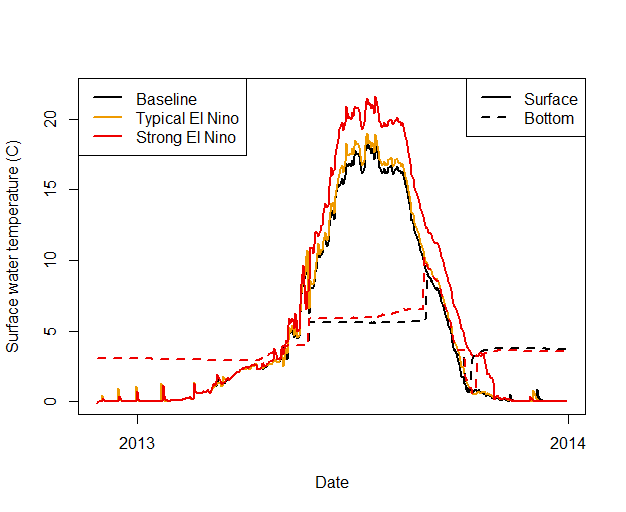 Baseline
Typical El Nino
Strong El Nino
Surface
Bottom
Surface water temperature (C)
20
15
10
5
0
2013
2014
Date